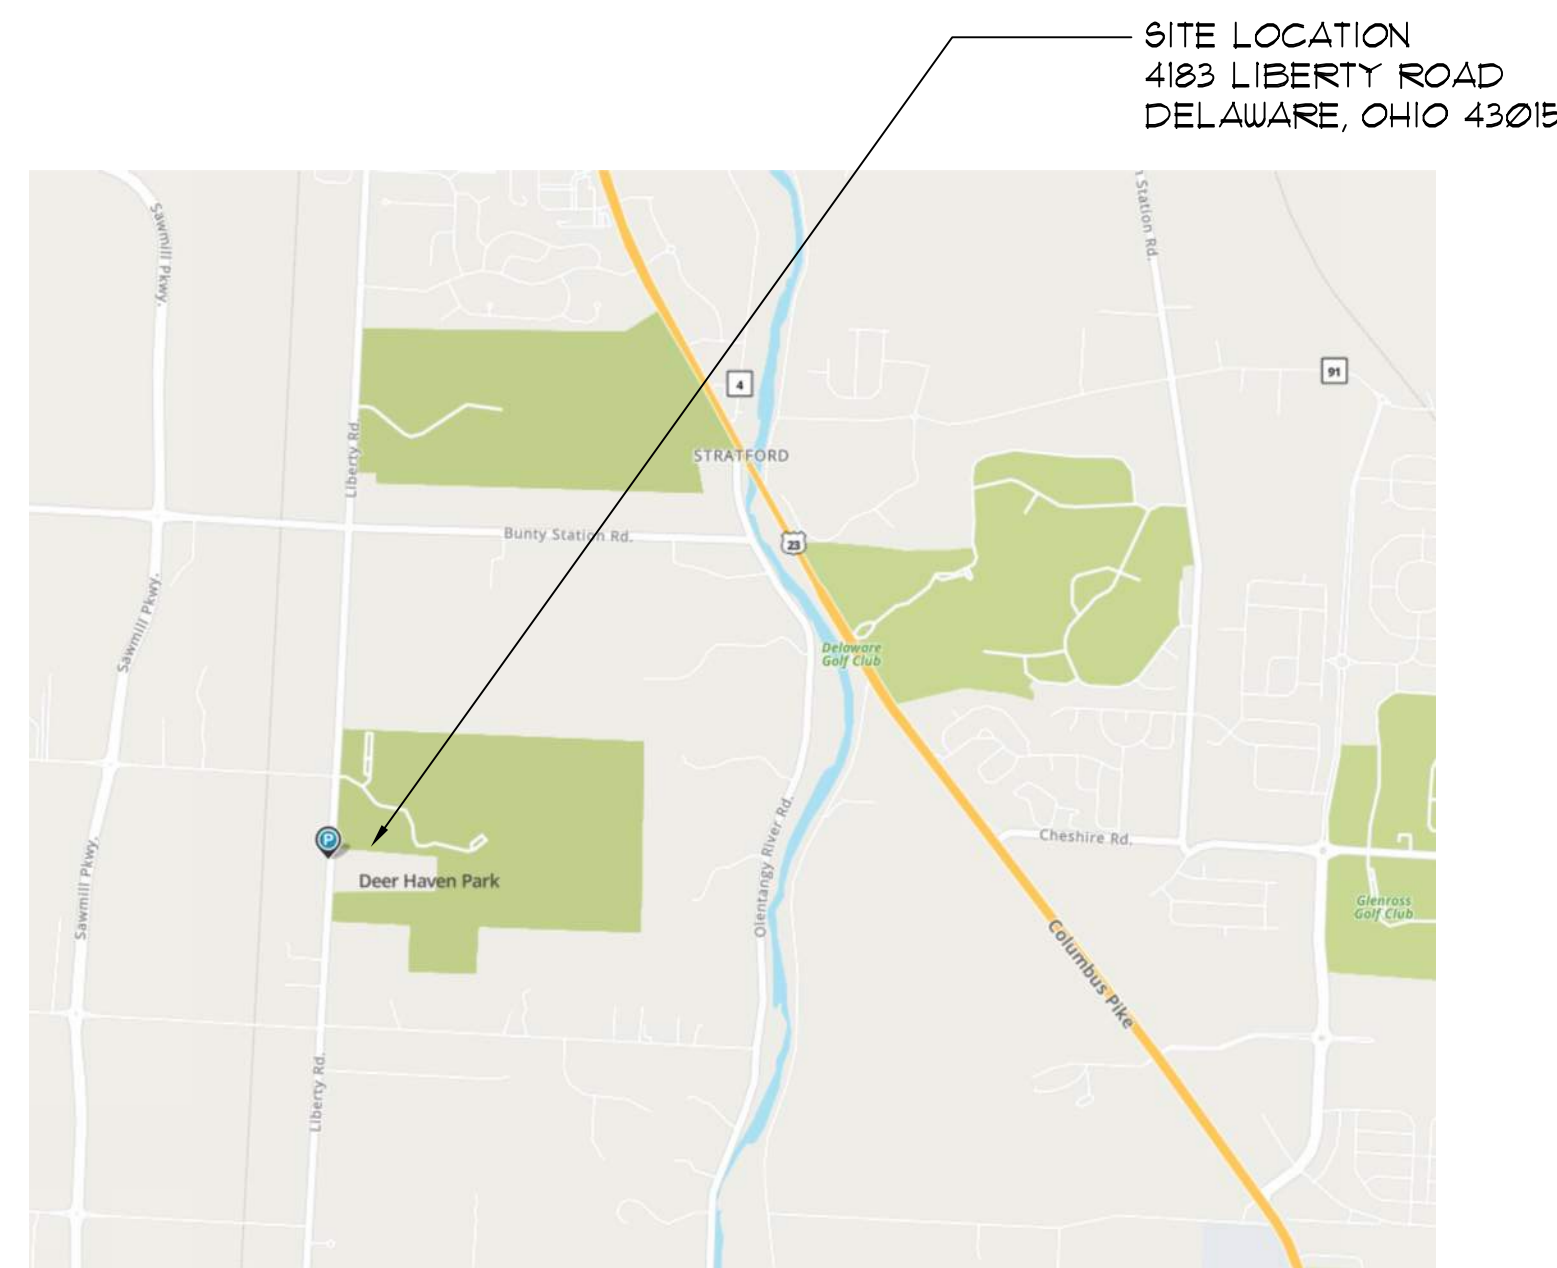 SITE LOCATION
4183 LIBERTY ROAD
DELAWARE, OHIO 43015
Sawmill Pkwy.
Station Rd.
91
4
Liberty Rd.
STRATFORD
Bunty Station Rd.
23
Sawmill Pkwy.
Delaware
Golf Club
P
Deer Haven Park
Olentangy River Rd.
Cheshire Rd.
Sawmill Pkwy.
Glenross
Golf Club
Columbus Pike
Liberty Rd.